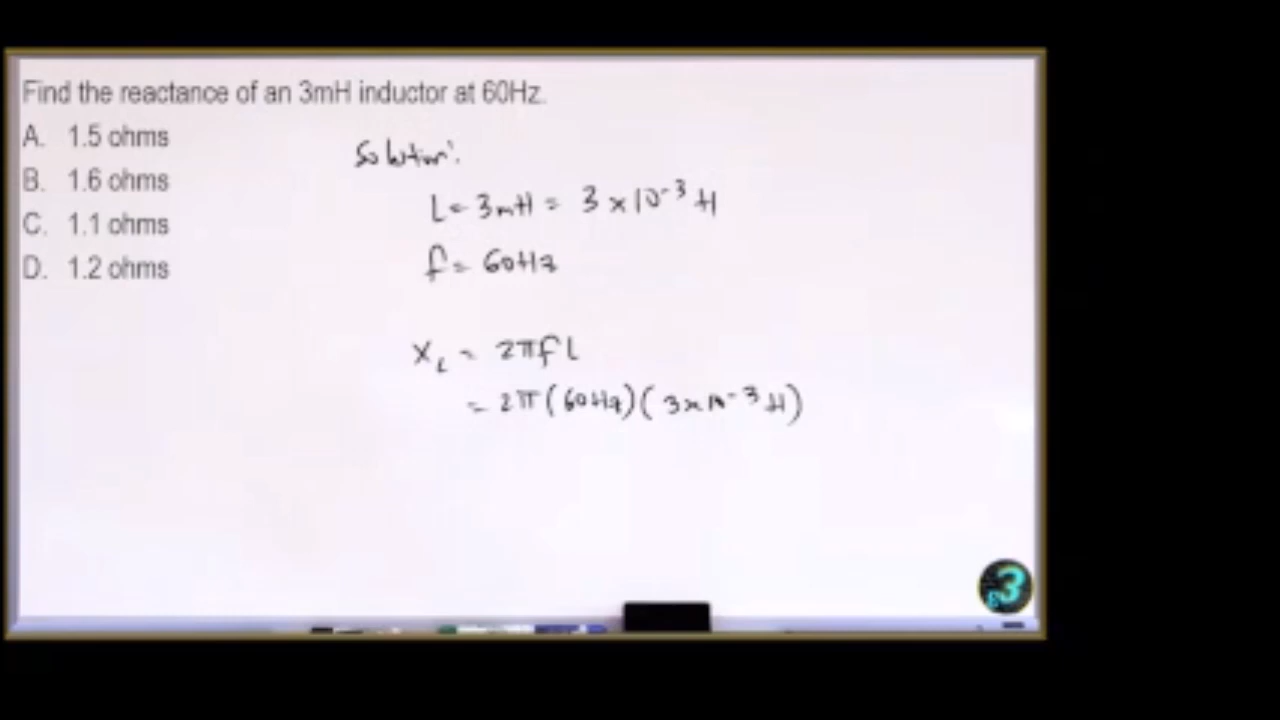 Find the reactance of an 3mH inductor at 60Hz.
A. 1.5 ohms
B. 1.6 ohms
C. 1.1 ohms
D. 1.2 ohms
Solution:
L = 3mH = 3 x 10⁻³ H
f = 60Hz
X_L = 2πfL
= 2π(60Hz)(3x10⁻³ H)
3